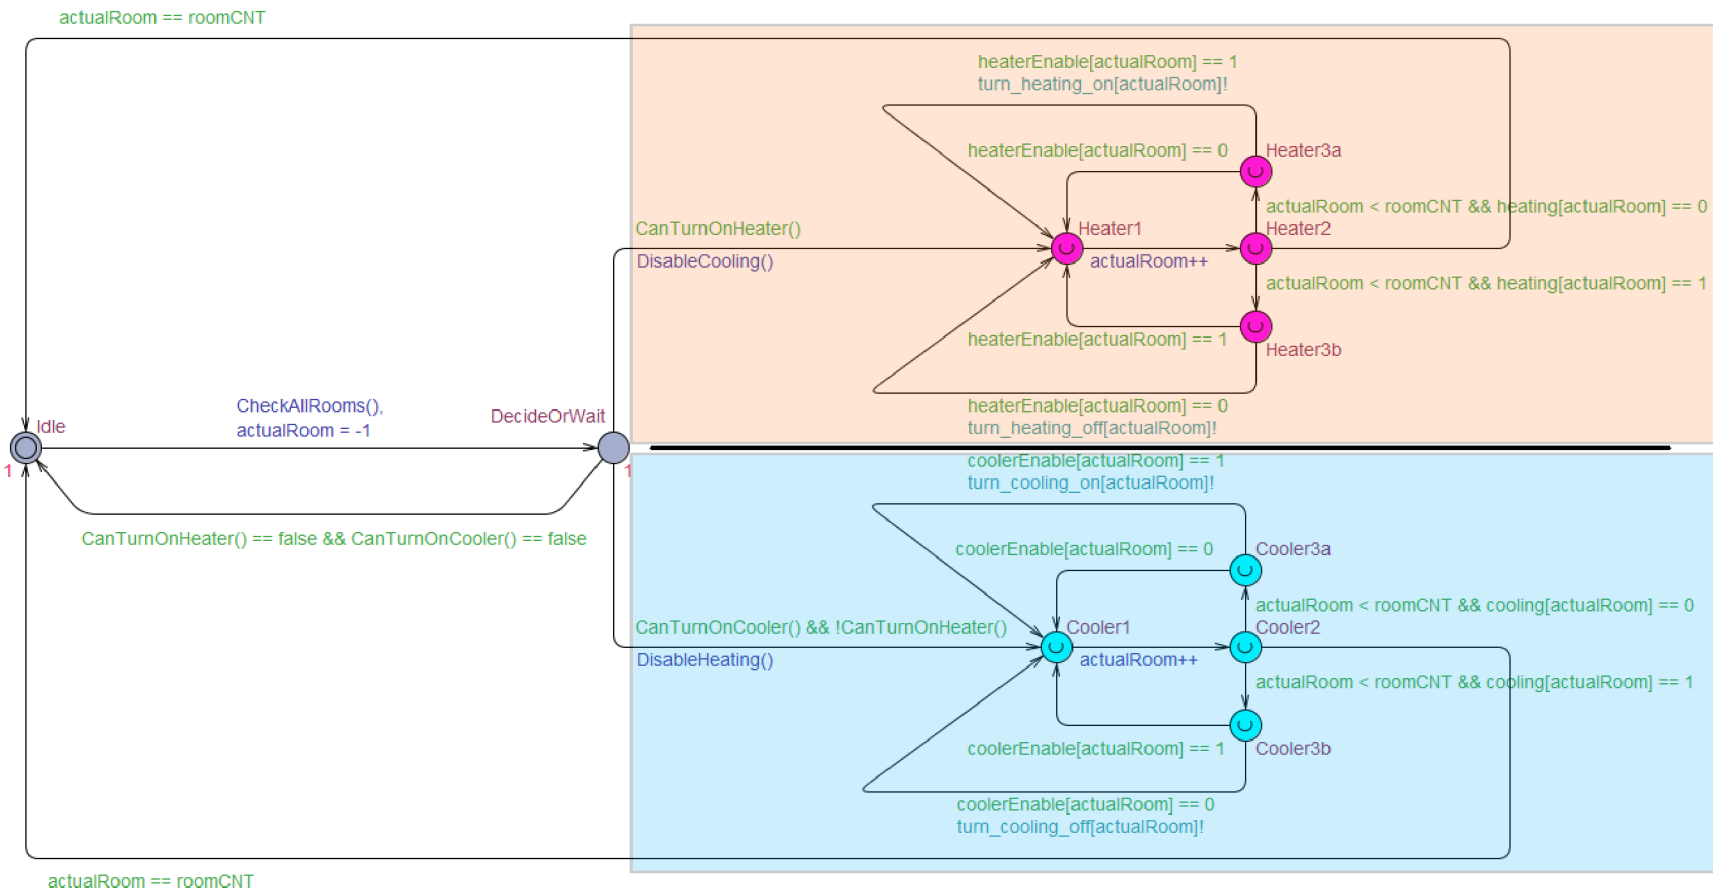 actualRoom == roomCNT
heaterEnable[actualRoom] == 1
turn_heating_on[actualRoom]!
heaterEnable[actualRoom] == 0
Heater3a
actualRoom < roomCNT && heating[actualRoom] == 0
CanTurnOnHeater()
Heater1
Heater2
DisableCooling()
actualRoom++
actualRoom < roomCNT && heating[actualRoom] == 1
heaterEnable[actualRoom] == 1
Heater3b
heaterEnable[actualRoom] == 0
turn_heating_off[actualRoom]!
CheckAllRooms(),
actualRoom = -1
DecideOrWait
Idle
1
1
CanTurnOnHeater() == false && CanTurnOnCooler() == false
coolerEnable[actualRoom] == 1
turn_cooling_on[actualRoom]!
coolerEnable[actualRoom] == 0
Cooler3a
actualRoom < roomCNT && cooling[actualRoom] == 0
CanTurnOnCooler() && !CanTurnOnHeater()
Cooler1
Cooler2
DisableHeating()
actualRoom++
actualRoom < roomCNT && cooling[actualRoom] == 1
coolerEnable[actualRoom] == 1
Cooler3b
coolerEnable[actualRoom] == 0
turn_cooling_off[actualRoom]!
actualRoom == roomCNT